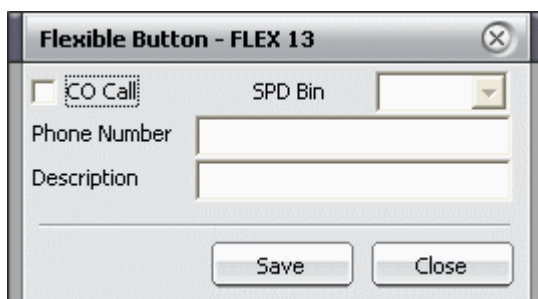 Flexible Button - FLEX 13
CO Call SPD Bin
Phone Number
Description
Save Close